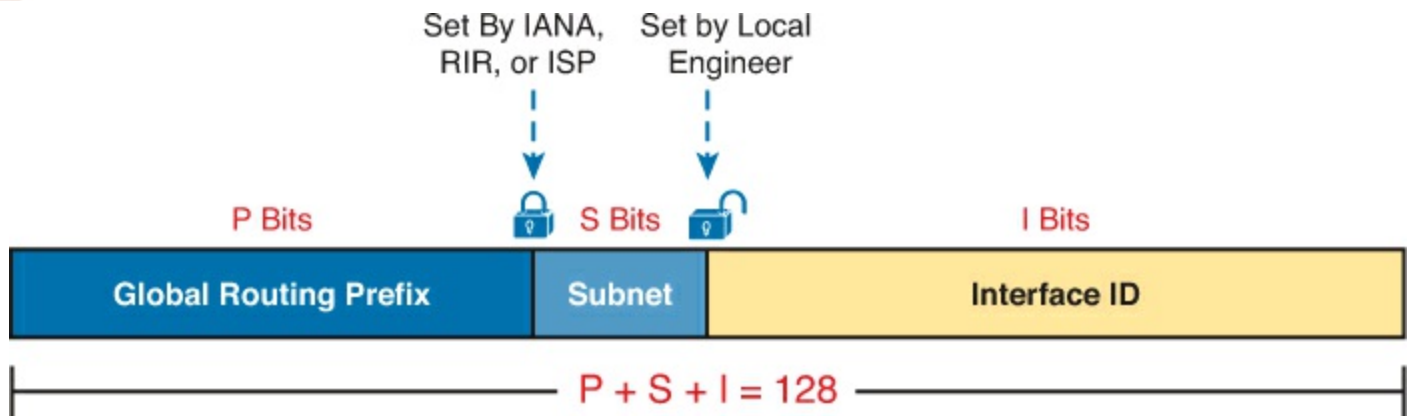 Set By IANA,
RIR, or ISP
Set by Local
Engineer
P Bits
S Bits
I Bits
Global Routing Prefix
Subnet
Interface ID
P + S + I = 128